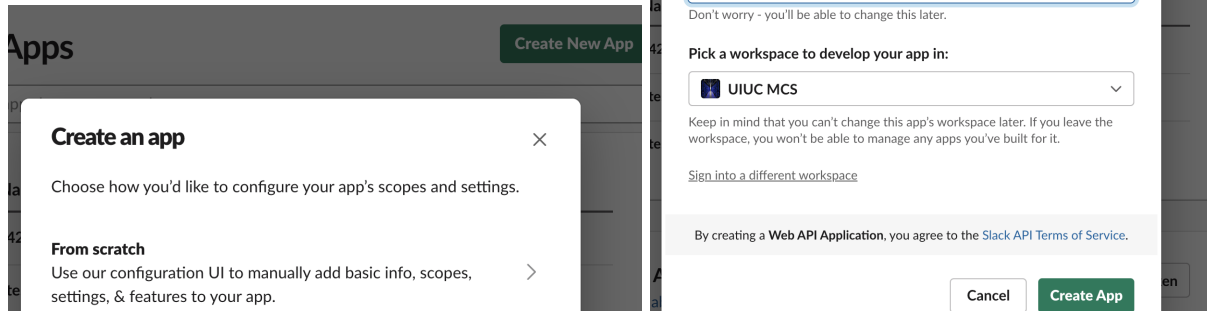 Apps
Create New App
Create an app
Choose how you'd like to configure your app's scopes and settings.
From scratch
Use our configuration UI to manually add basic info, scopes,
settings, & features to your app.
Don't worry - you'll be able to change this later.
Pick a workspace to develop your app in:
UIUC MCS
Keep in mind that you can't change this app's workspace later. If you leave the
workspace, you won't be able to manage any apps you've built for it.
Sign into a different workspace
By creating a Web API Application, you agree to the Slack API Terms of Service.
Cancel
Create App